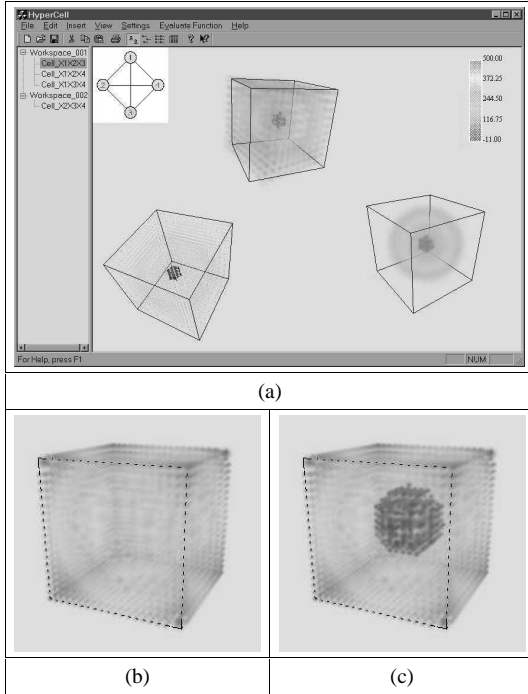 HyperCell
File Edit Insert View Settings Evaluate Function Help
Workspace_001
Cell_X1X2X3
Cell_X1X2X4
Cell_X1X3X4
Workspace_002
Cell_X2X3X4
1
2
4
3
500.00
372.25
244.50
116.75
-11.00
For Help, press F1
NUM
(a)
(b)
(c)